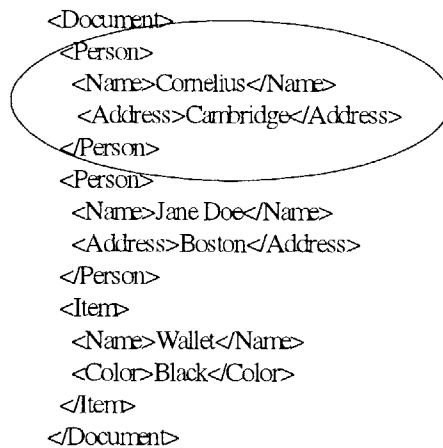 <Document>
<Person>
<Name>Cornelius</Name>
<Address>Cambridge</Address>
</Person>
<Person>
<Name>Jane Doe</Name>
<Address>Boston</Address>
</Person>
<Item>
<Name>Wallet</Name>
<Color>Black</Color>
</Item>
</Document>